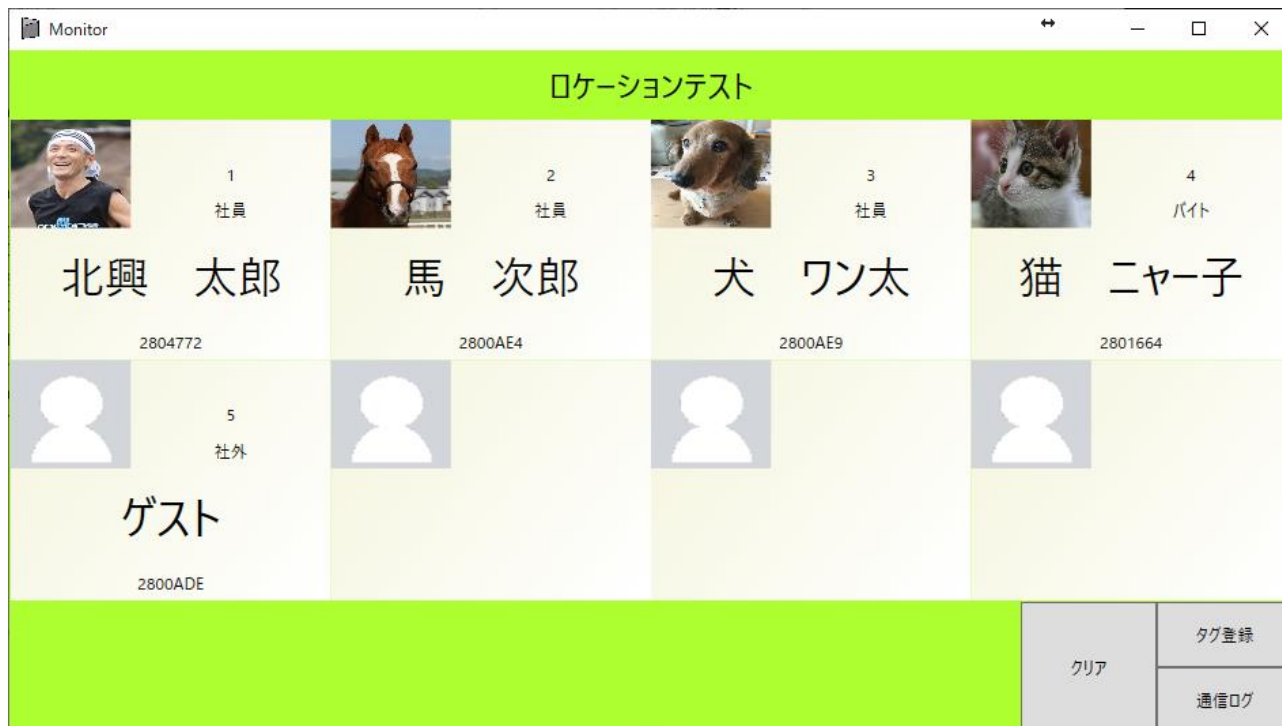 Monitor
ロケーションテスト
1
社員
北興 太郎
2804772
2
社員
馬 次郎
2800AE4
3
社員
犬 ワン太
2800AE9
4
バイト
猫 ニャー子
2801664
5
社外
ゲスト
2800ADE
クリア
タグ登録
通信ログ